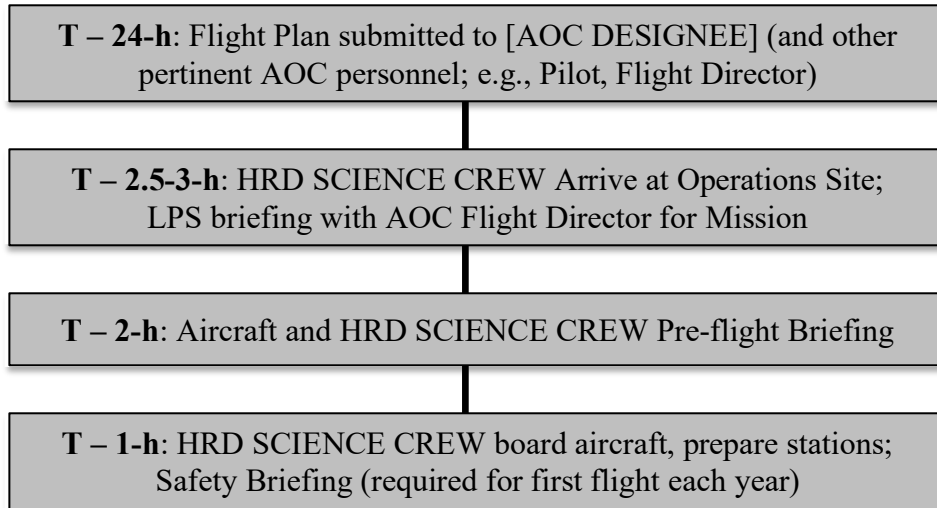 T – 24-h: Flight Plan submitted to [AOC DESIGNEE] (and other
pertinent AOC personnel; e.g., Pilot, Flight Director)
T – 2.5-3-h: HRD SCIENCE CREW Arrive at Operations Site;
LPS briefing with AOC Flight Director for Mission
T – 2-h: Aircraft and HRD SCIENCE CREW Pre-flight Briefing
T – 1-h: HRD SCIENCE CREW board aircraft, prepare stations;
Safety Briefing (required for first flight each year)